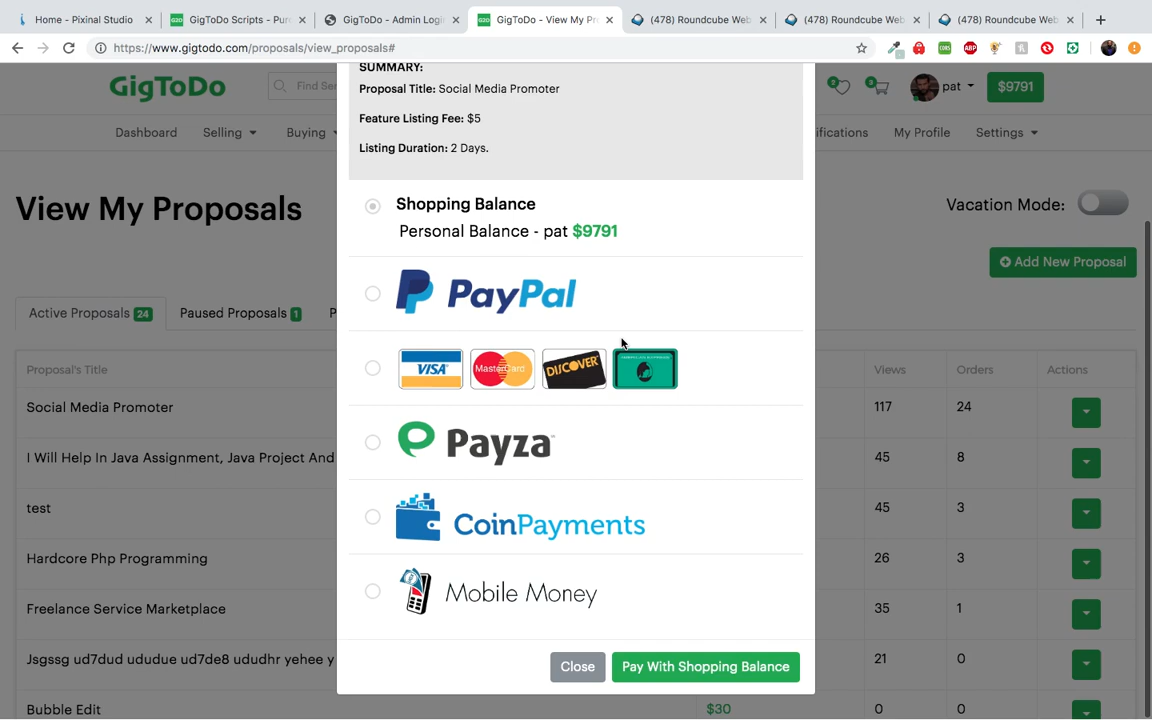 Home - Pixinal Studio
GigToDo Scripts - Pur
GigToDo - Admin Logi
GigToDo - View My Pr
(478) Roundcube Web
(478) Roundcube Web
(478) Roundcube Web
https://www.gigtodo.com/proposals/view_proposals#
GigToDo
Find Ser
pat
$9791
Dashboard
Selling
Buying
My Profile
Settings
SUMMARY:
Proposal Title: Social Media Promoter
Feature Listing Fee: $5
Listing Duration: 2 Days.
View My Proposals
Vacation Mode:
Add New Proposal
Shopping Balance
Personal Balance - pat $9791
PayPal
VISA MasterCard DISCOVER
Payza
CoinPayments
Mobile Money
Close
Pay With Shopping Balance
Active Proposals 24
Paused Proposals 1
P
Proposal's Title
Views
Orders
Actions
Social Media Promoter
117
24
I Will Help In Java Assignment, Java Project And
45
8
test
45
3
Hardcore Php Programming
26
3
Freelance Service Marketplace
35
1
Jsgssg ud7dud ududue ud7de8 ududhr yehee y
21
0
Bubble Edit
$30
0
0